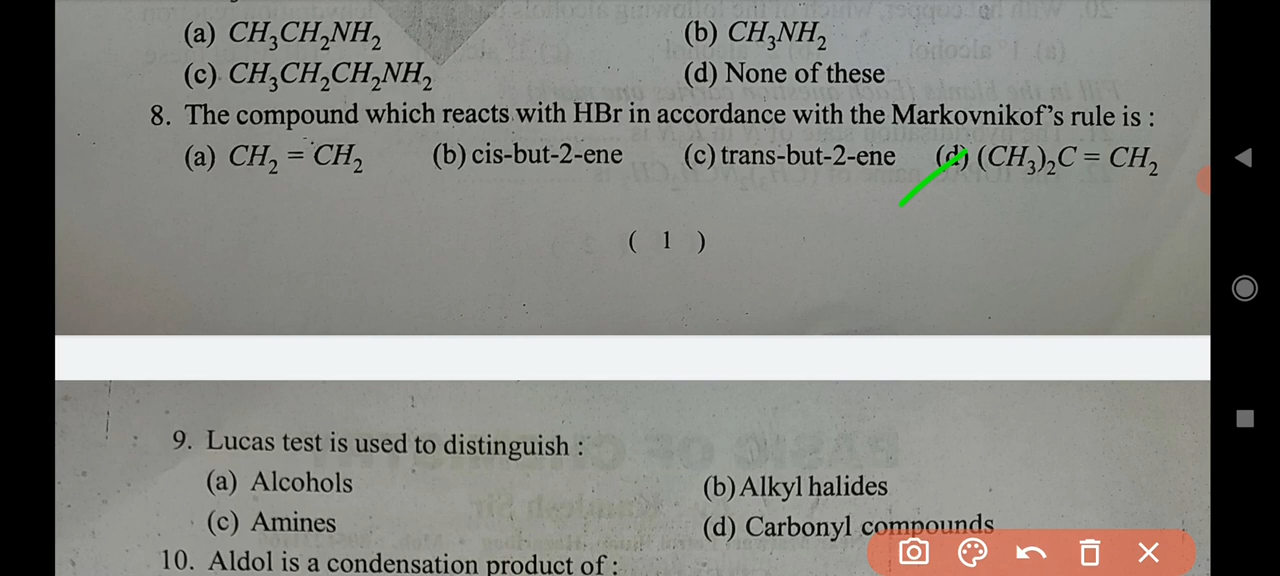 (a) CH₃CH₂NH₂ (b) CH₃NH₂
(c) CH₃CH₂CH₂NH₂ (d) None of these
8. The compound which reacts with HBr in accordance with the Markovnikof's rule is :
(a) CH₂ = CH₂ (b) cis-but-2-ene (c) trans-but-2-ene (d) (CH₃)₂C = CH₂
( 1 )
9. Lucas test is used to distinguish :
(a) Alcohols (b) Alkyl halides
(c) Amines (d) Carbonyl compounds
10. Aldol is a condensation product of :